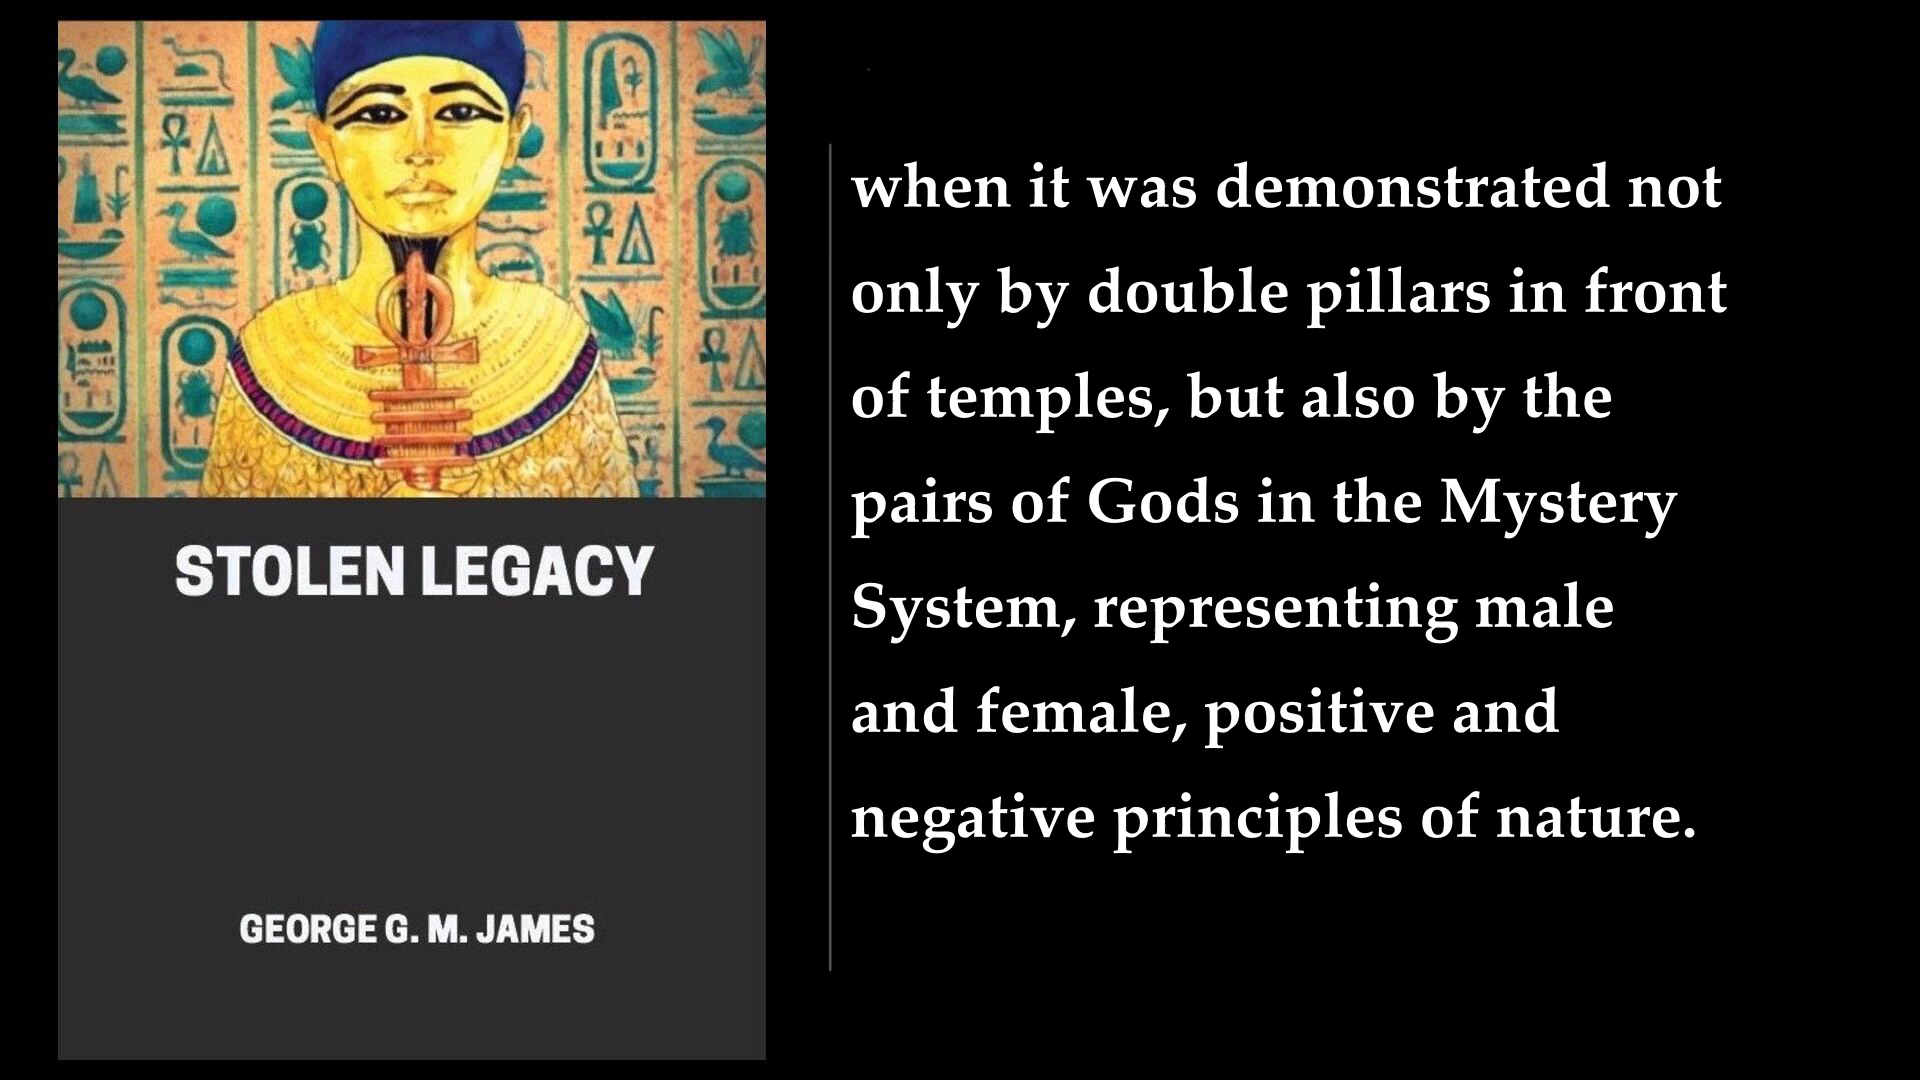 STOLEN LEGACY
GEORGE G. M. JAMES
when it was demonstrated not
only by double pillars in front
of temples, but also by the
pairs of Gods in the Mystery
System, representing male
and female, positive and
negative principles of nature.